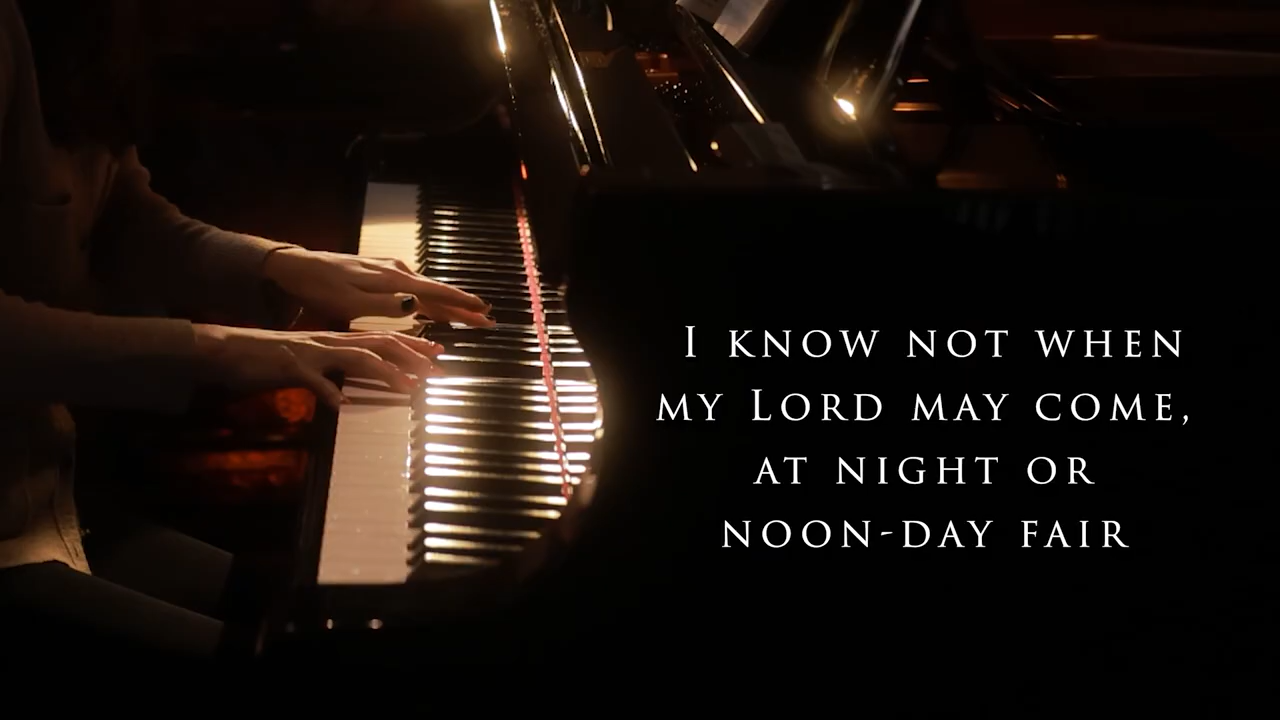 I KNOW NOT WHEN
MY LORD MAY COME,
AT NIGHT OR
NOON-DAY FAIR